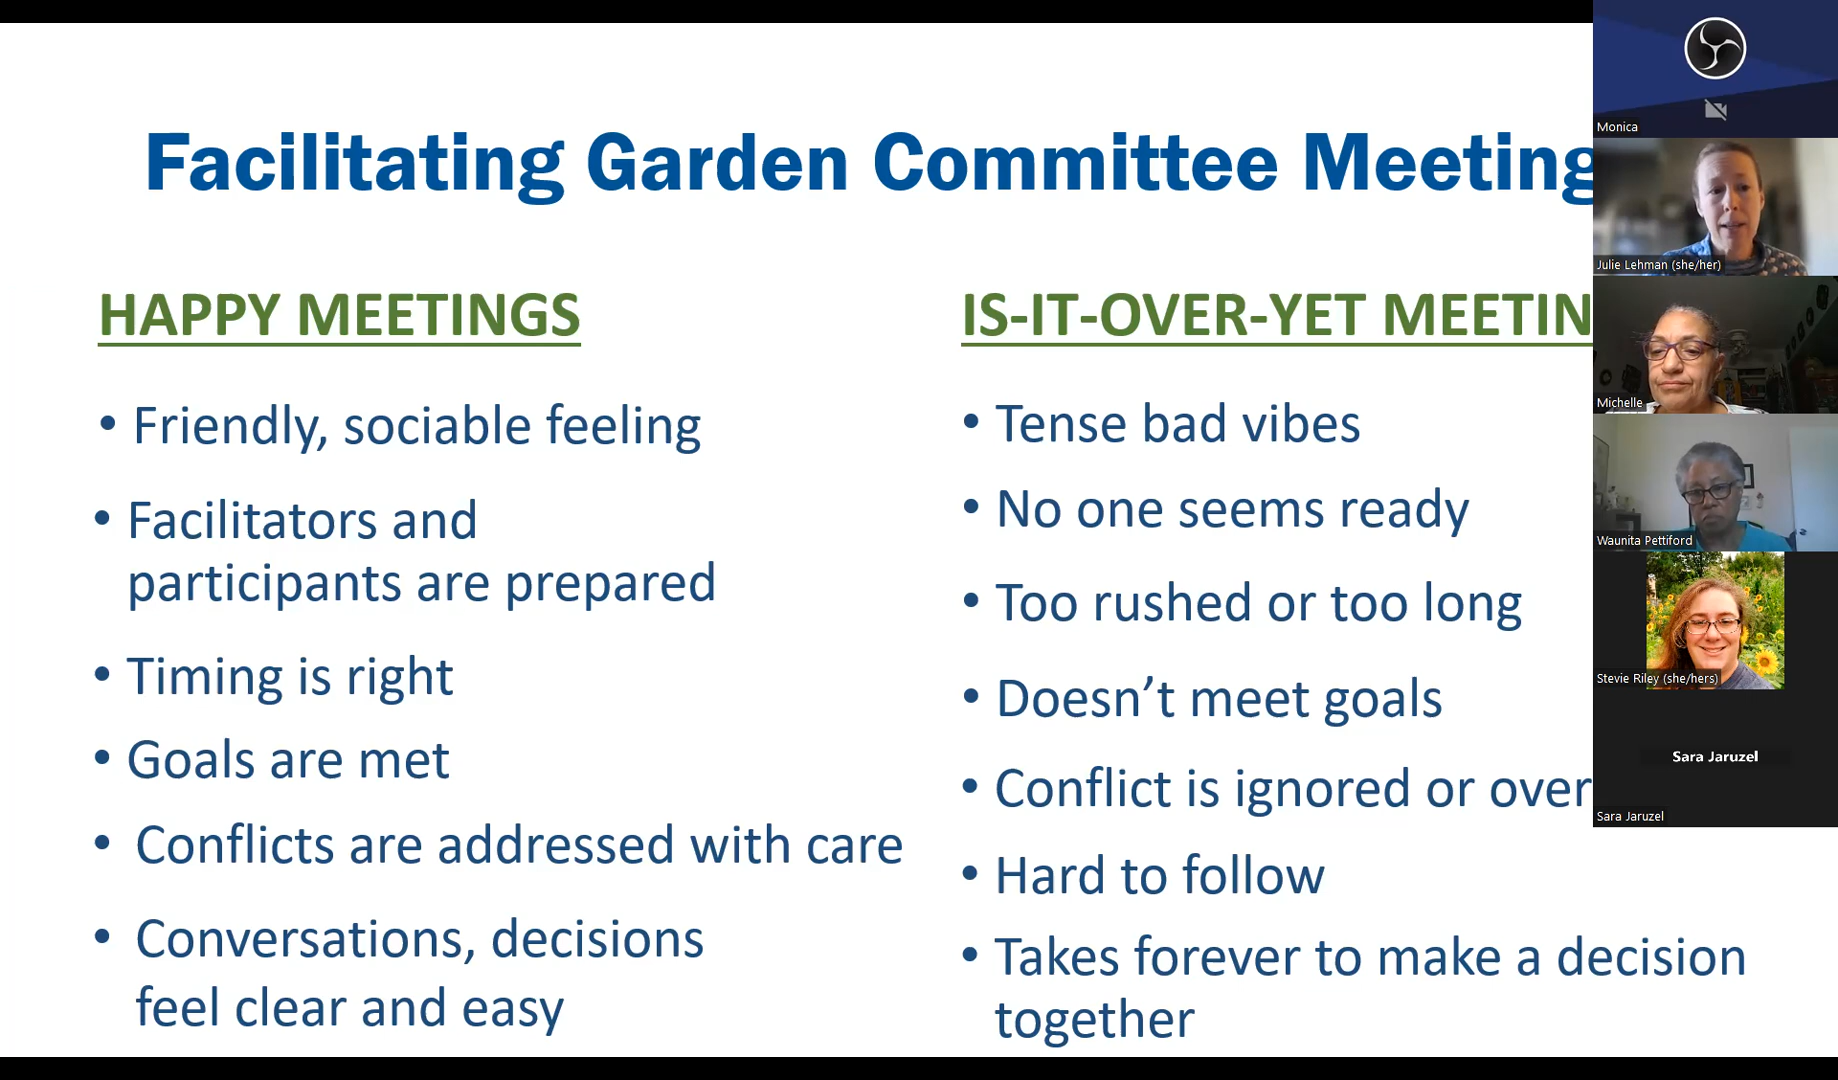 Facilitating Garden Committee Meeting
HAPPY MEETINGS
• Friendly, sociable feeling
• Facilitators and
participants are prepared
• Timing is right
• Goals are met
• Conflicts are addressed with care
• Conversations, decisions
feel clear and easy
IS-IT-OVER-YET MEETIN
• Tense bad vibes
• No one seems ready
• Too rushed or too long
• Doesn’t meet goals
• Conflict is ignored or over
• Hard to follow
• Takes forever to make a decision
together
Monica
Julie Lehman (she/her)
Michelle
Waunita Pettiford
Stevie Riley (she/hers)
Sara Jaruzel
Sara Jaruzel